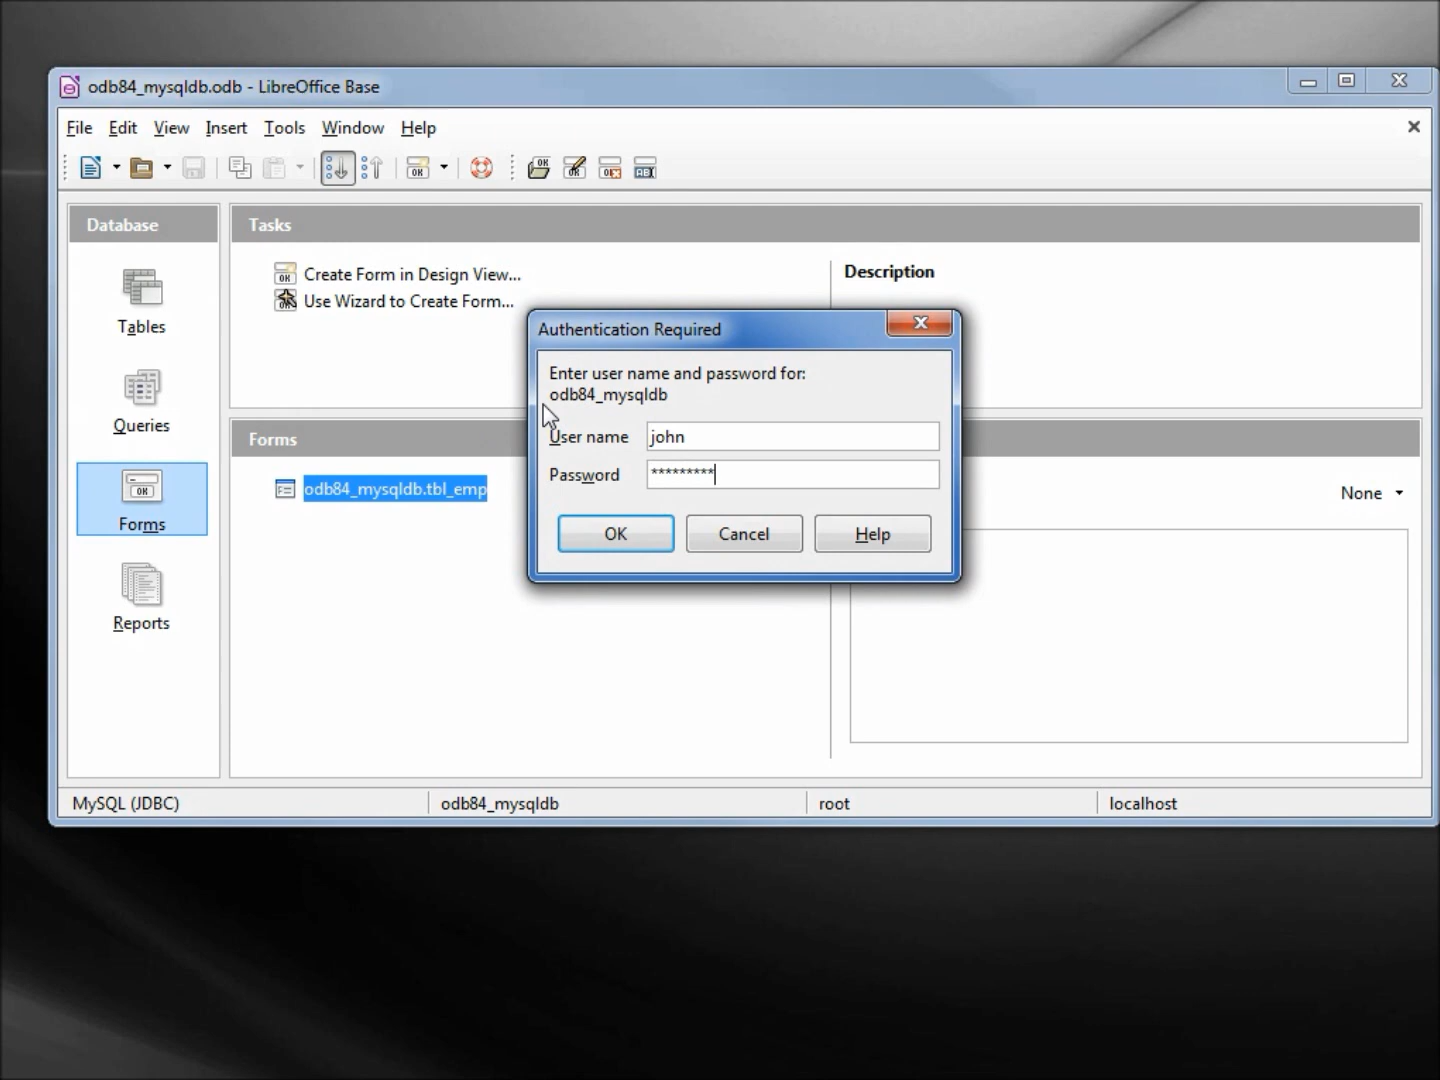 odb84_mysqldb.odb - LibreOffice Base
File Edit View Insert Tools Window Help
Database
Tasks
Tables
Queries
Forms
Reports
Create Form in Design View...
Use Wizard to Create Form...
Description
Forms
odb84_mysqldb.tbl_emp
None
Authentication Required
Enter user name and password for:
odb84_mysqldb
User name john
Password *********
OK Cancel Help
MySQL (JDBC) odb84_mysqldb root localhost